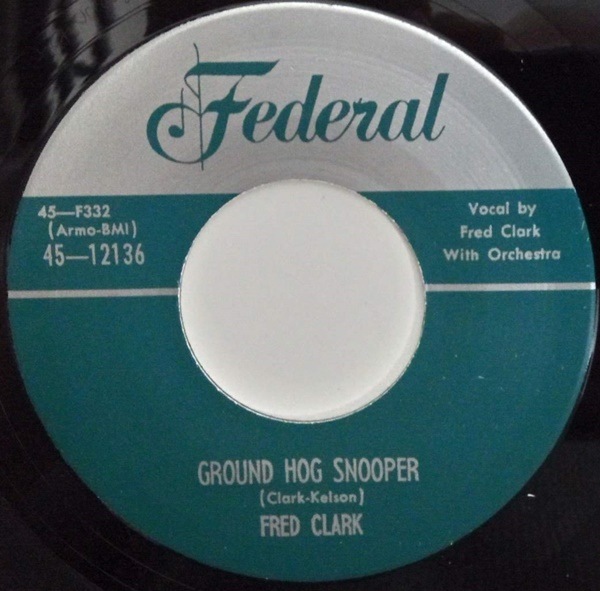 Federal
45—F332
(Armo-BMI)
45—12136
Vocal by
Fred Clark
With Orchestra
GROUND HOG SNOOPER
(Clark-Kelson)
FRED CLARK